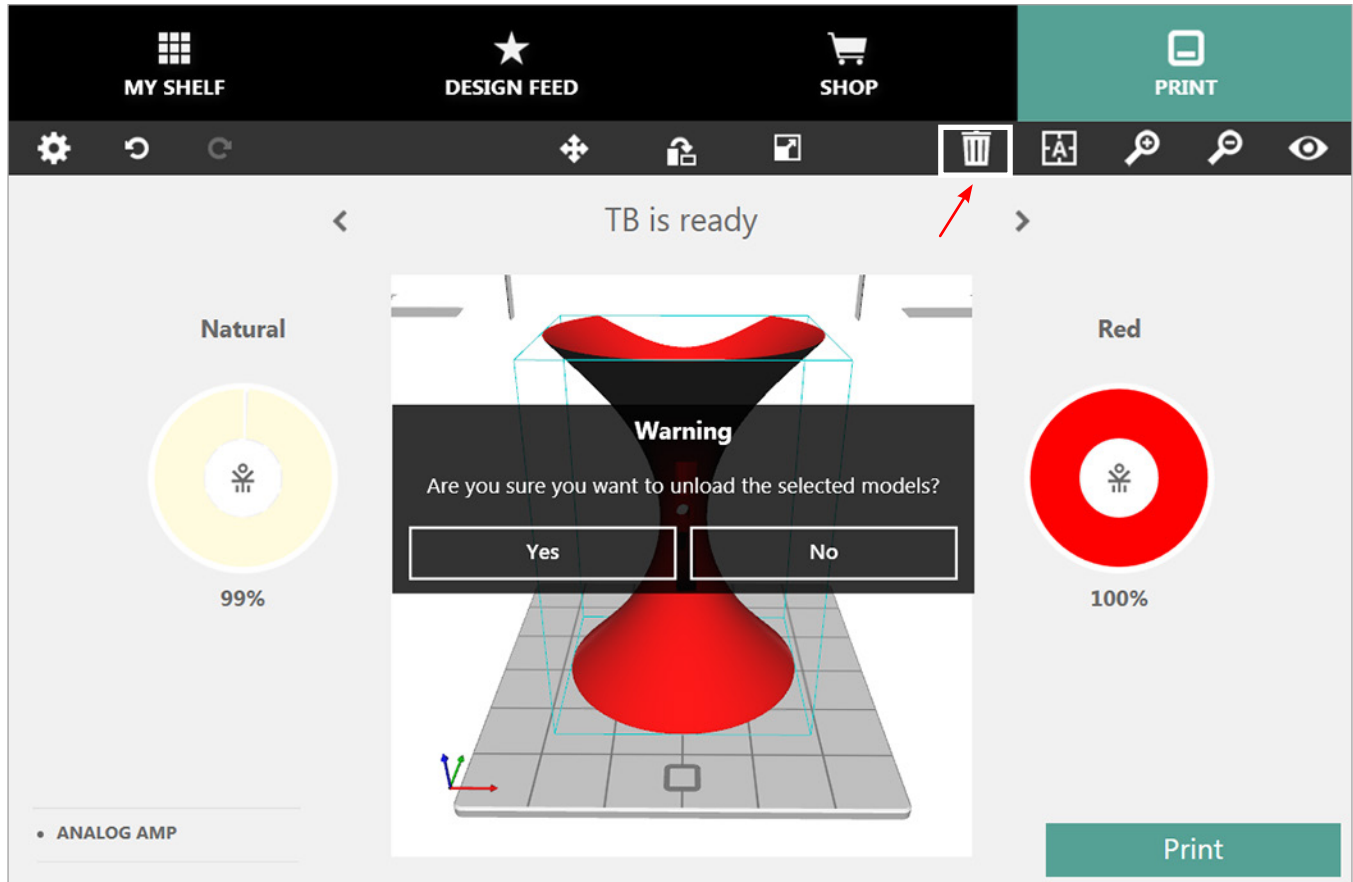 MY SHELF
DESIGN FEED
SHOP
PRINT
A
TB is ready
Natural
Red
Warning
Are you sure you want to unload the selected models?
Yes
No
99%
100%
• ANALOG AMP
Print